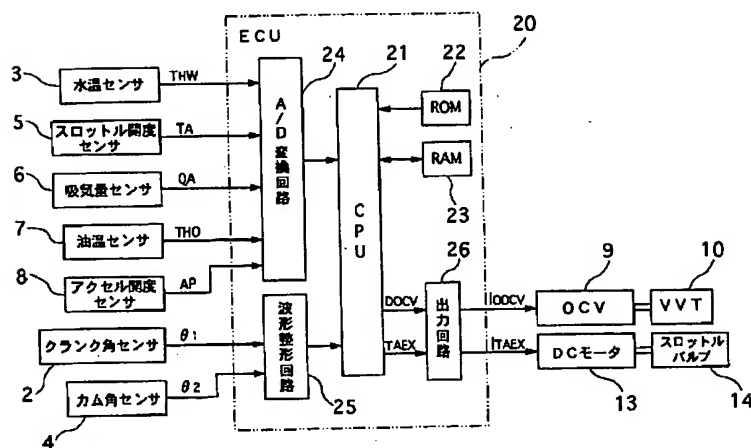 ECU
20
24
21
22
3
水温センサ
THW
ROM
5
スロットル開度
センサ
TA
A/D変換回路
6
吸気量センサ
QA
RAM
23
CPU
7
油温センサ
THO
26
8
アクセル開度
センサ
AP
9
10
DOCV
出力回路
IDOCV
OCV
VVT
クランク角センサ
θ1
波形整形回路
TAEX
ITAEX
DCモータ
スロットル
バルブ
2
カム角センサ
θ2
25
13
14
4